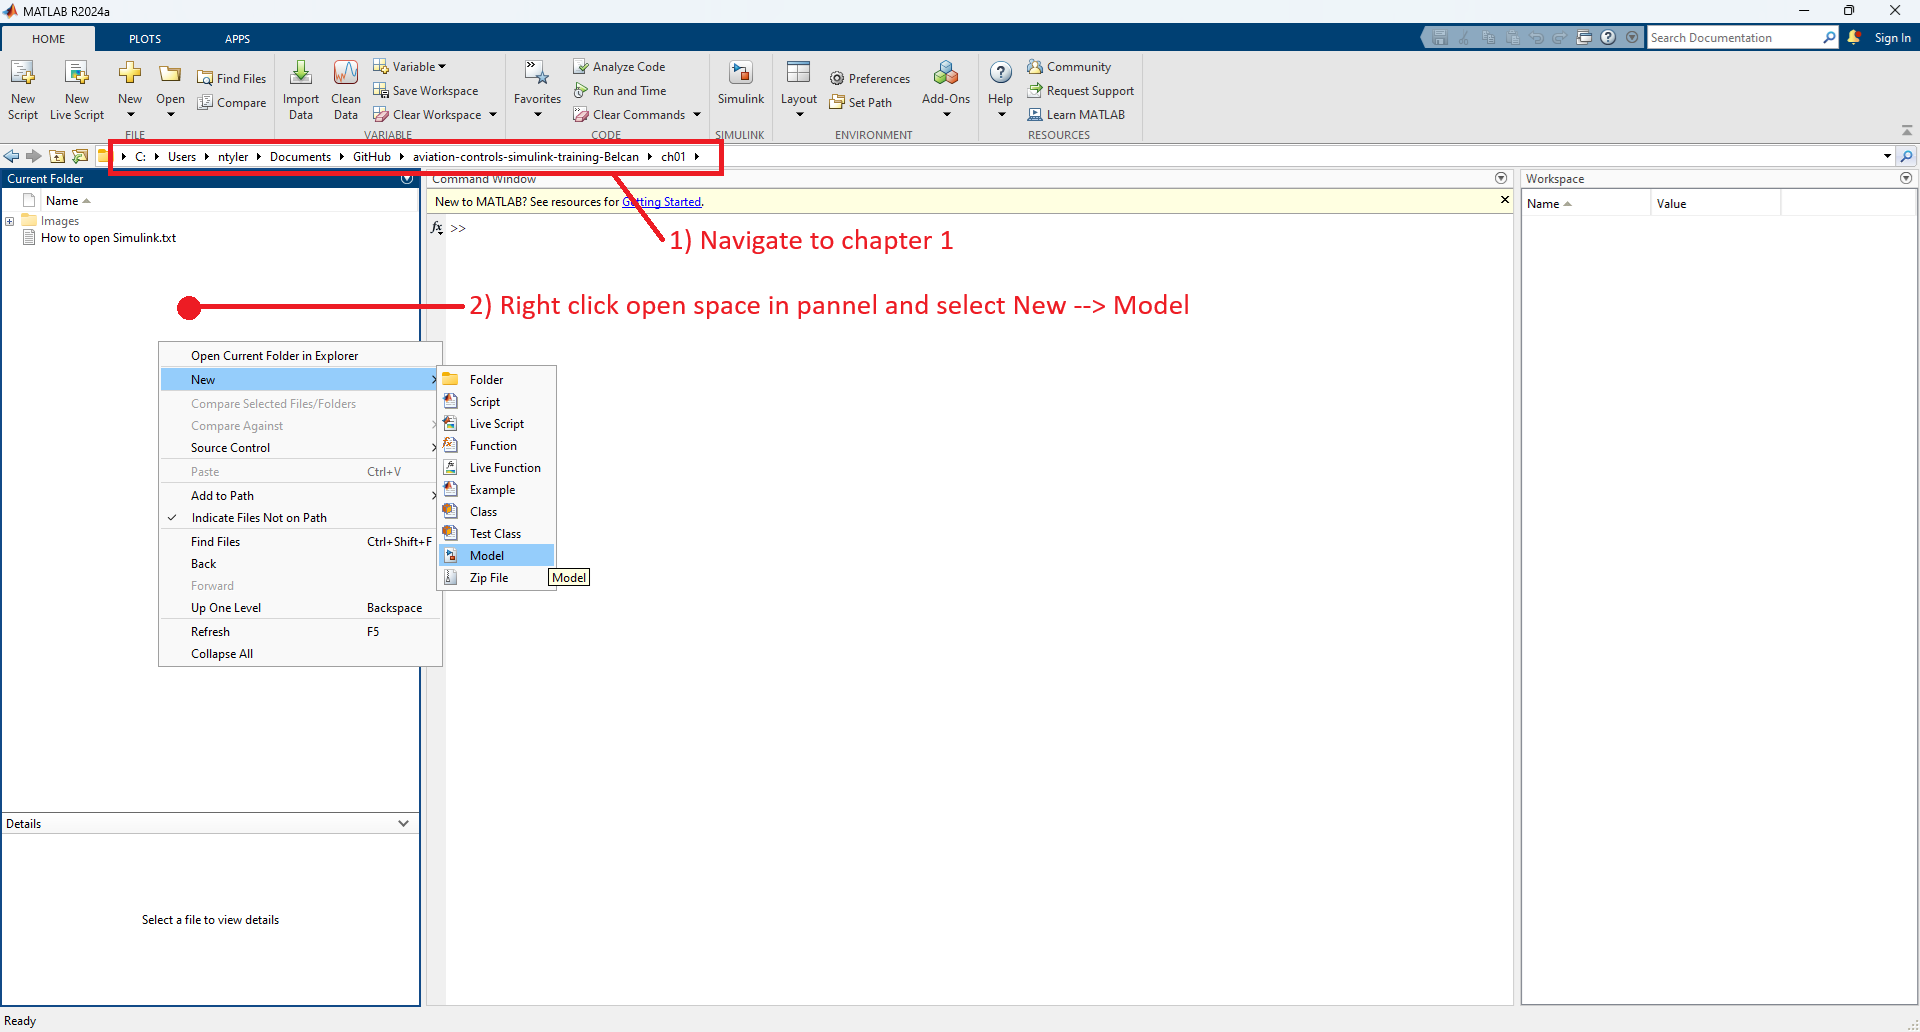 MATLAB R2024a
HOME PLOTS APPS
Search Documentation Sign In
New Script
New Live Script
New
Open
Find Files
Compare
FILE
Import Data
Clean Data
Variable
Save Workspace
Clear Workspace
VARIABLE
Favorites
Analyze Code
Run and Time
Clear Commands
CODE
Simulink
SIMULINK
Layout
Preferences
Set Path
Add-Ons
ENVIRONMENT
Help
Community
Request Support
Learn MATLAB
RESOURCES
C: Users ntyler Documents GitHub aviation-controls-simulink-training-Belcan ch01
Current Folder
Name
Images
How to open Simulink.txt
Command Window
New to MATLAB? See resources for Getting Started.
fx >>
1) Navigate to chapter 1
2) Right click open space in pannel and select New --> Model
Open Current Folder in Explorer
New
Compare Selected Files/Folders
Compare Against
Source Control
Paste Ctrl+V
Add to Path
Indicate Files Not on Path
Find Files Ctrl+Shift+F
Back
Forward
Up One Level Backspace
Refresh F5
Collapse All
Folder
Script
Live Script
Function
Live Function
Example
Class
Test Class
Model
Zip File
Model
Workspace
Name Value
Details
Select a file to view details
Ready